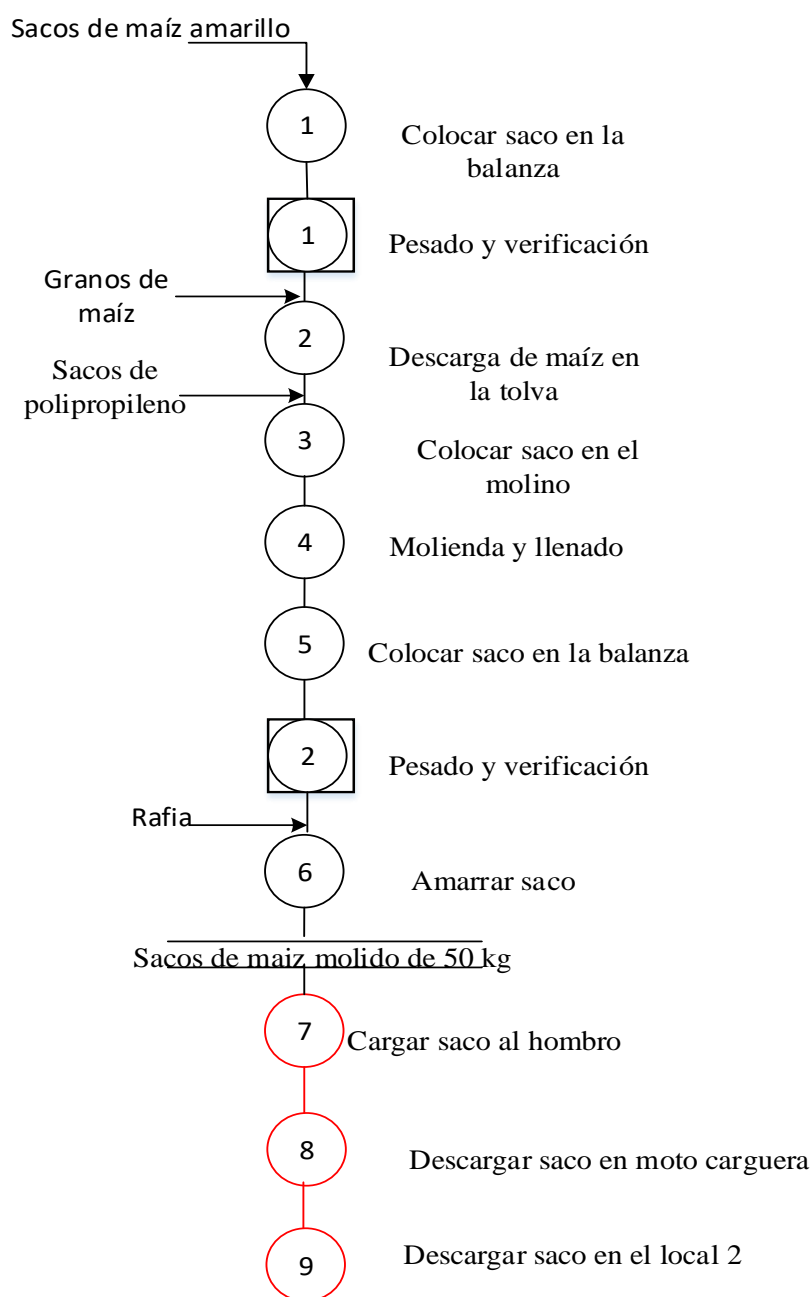 Sacos de maíz amarillo
1
Colocar saco en la
balanza
1
Pesado y verificación
Granos de
maíz
2
Descarga de maíz en
la tolva
Sacos de
polipropileno
3
Colocar saco en el
molino
4
Molienda y llenado
5
Colocar saco en la balanza
2
Pesado y verificación
Rafia
6
Amarrar saco
Sacos de maiz molido de 50 kg
7
Cargar saco al hombro
8
Descargar saco en moto carguera
9
Descargar saco en el local 2